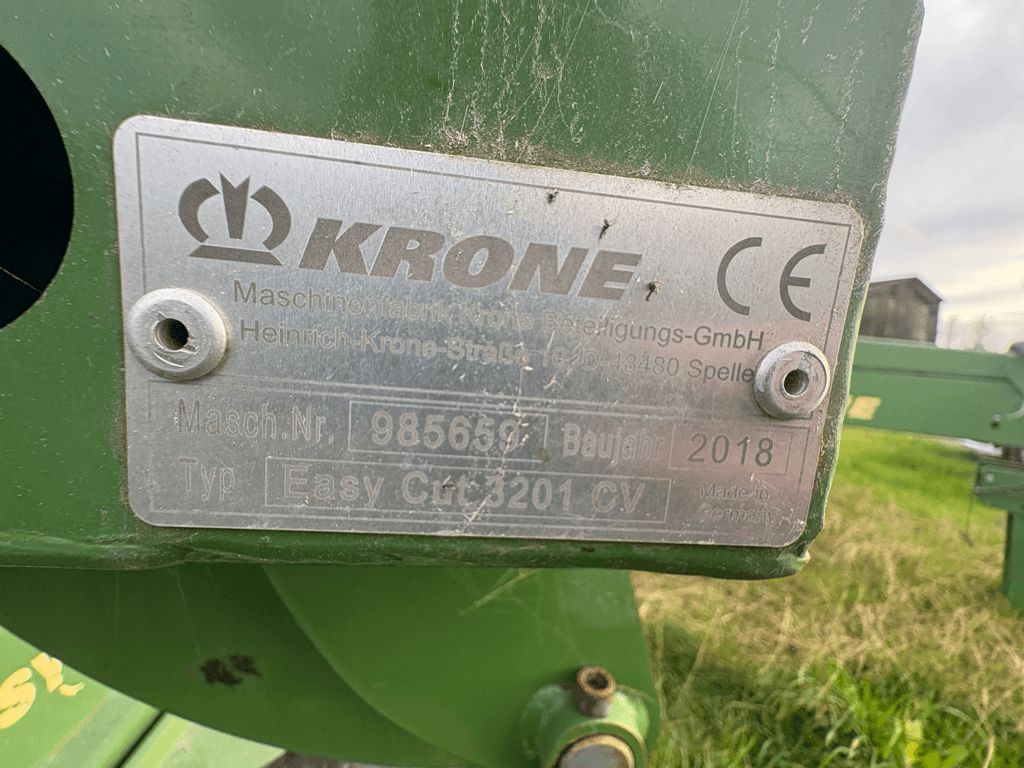 KRONE
CE
Maschinenfabrik Krone Beteiligungs-GmbH
Heinrich-Krone-Straße 10 D-48480 Spelle
Masch.Nr. 985659 Baujahr 2018
Typ Easy Cut 3201 CV
Made in
Germany